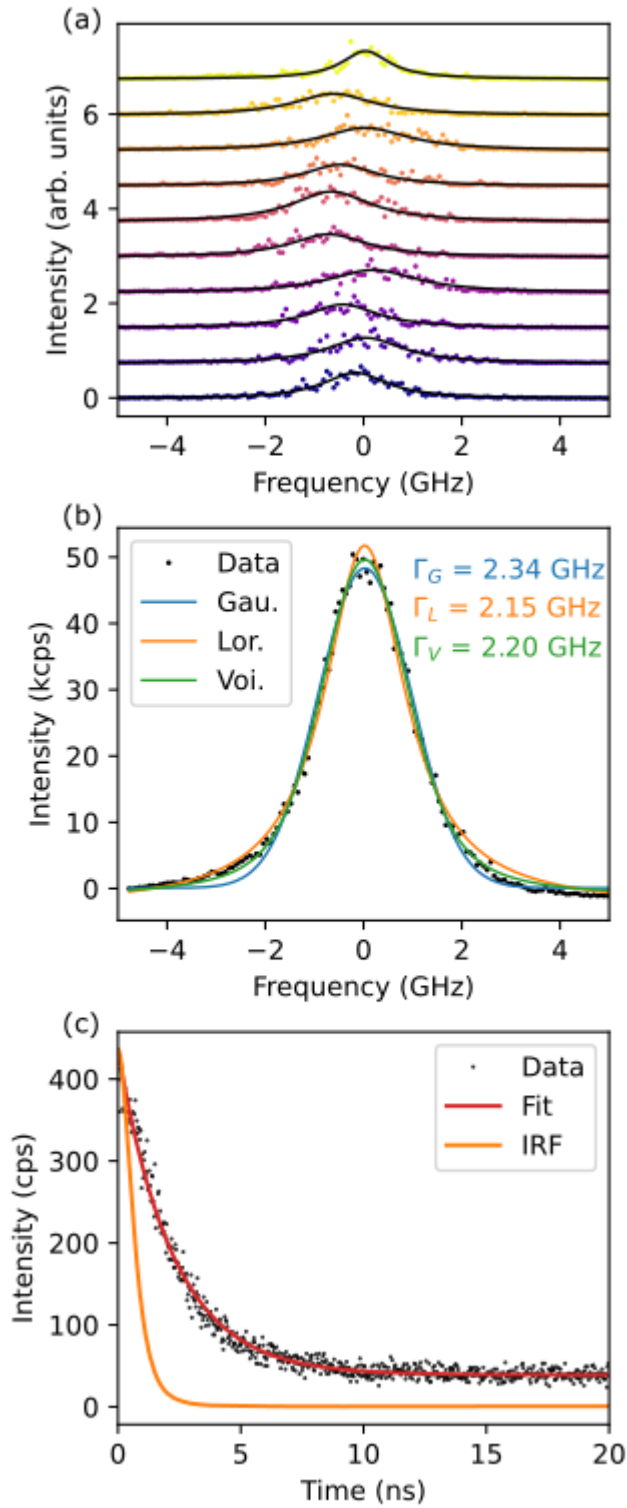 (a)
6
4
2
0
Intensity (arb. units)
−4 −2 0 2 4
Frequency (GHz)
(b)
50
40
30
20
10
0
Intensity (kcps)
Data
Gau.
Lor.
Voi.
Γ_G = 2.34 GHz
Γ_L = 2.15 GHz
Γ_V = 2.20 GHz
−4 −2 0 2 4
Frequency (GHz)
(c)
400
300
200
100
0
Intensity (cps)
Data
Fit
IRF
0 5 10 15 20
Time (ns)